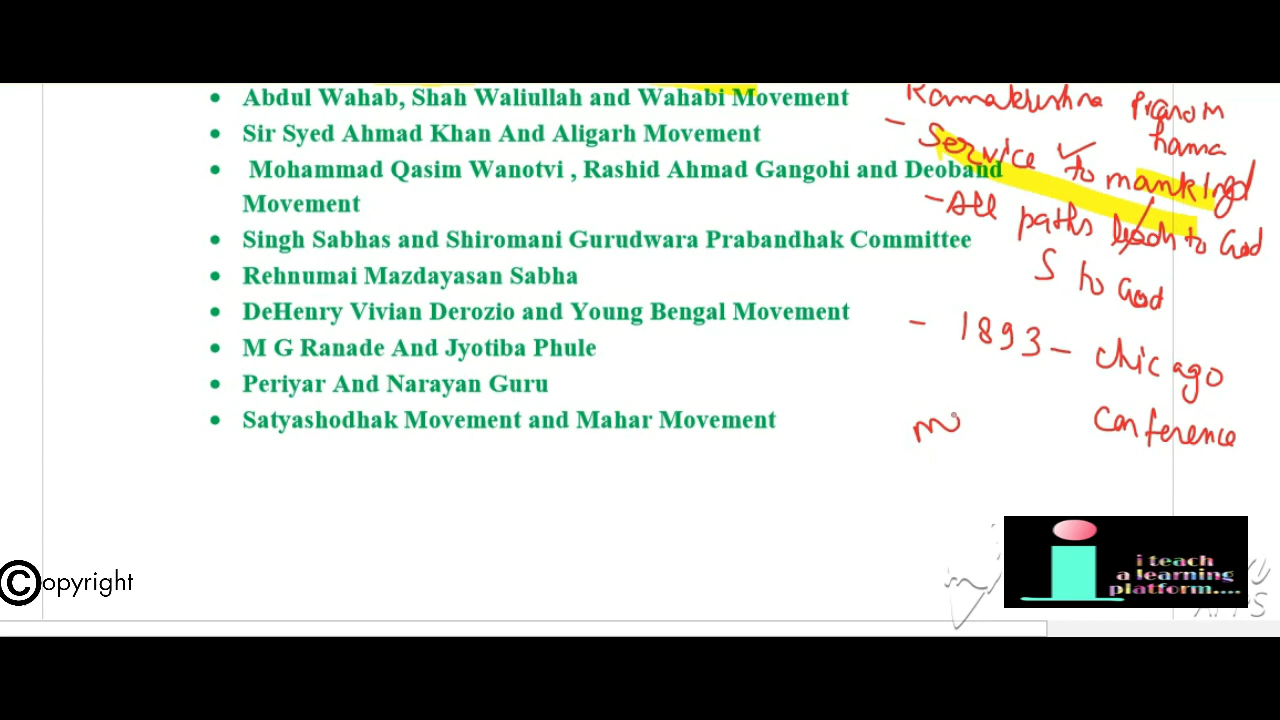 Abdul Wahab, Shah Waliullah and Wahabi Movement
Sir Syed Ahmad Khan And Aligarh Movement
Mohammad Qasim Wanotvi , Rashid Ahmad Gangohi and Deoband
Movement
Singh Sabhas and Shiromani Gurudwara Prabandhak Committee
Rehnumai Mazdayasan Sabha
DeHenry Vivian Derozio and Young Bengal Movement
M G Ranade And Jyotiba Phule
Periyar And Narayan Guru
Satyashodhak Movement and Mahar Movement
Ramakrishna
hama
- Service to mankind
- All paths leads to God
S to God
- 1893 - chicago
Conference
Copyright
i teach
a learning
platform....